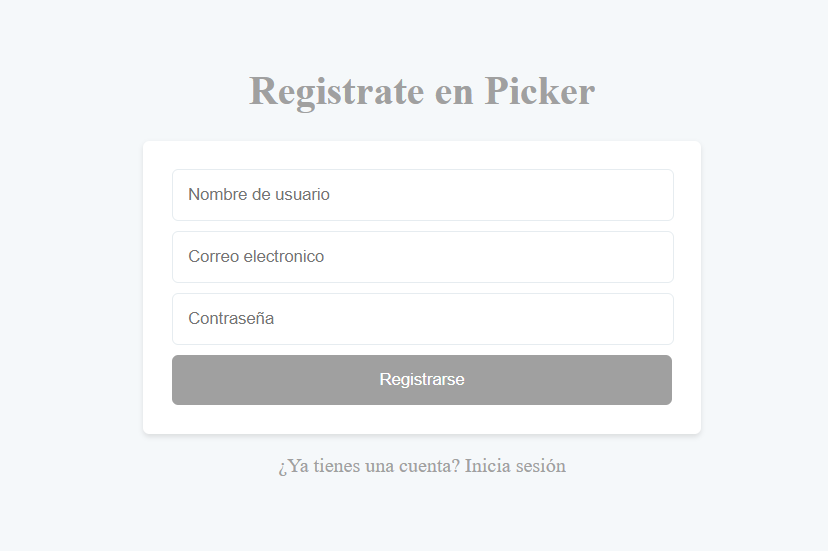 Registrate en Picker
Nombre de usuario
Correo electronico
Contraseña
Registrarse
¿Ya tienes una cuenta? Inicia sesión